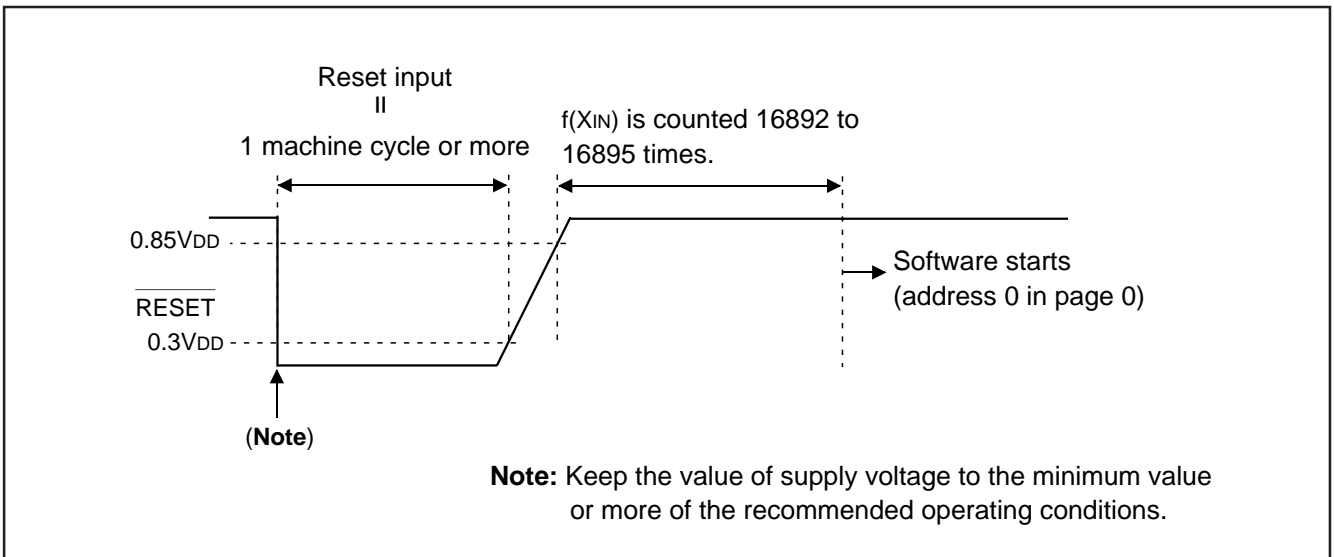 Reset input
=
1 machine cycle or more
f(XIN) is counted 16892 to
16895 times.
0.85VDD
RESET
0.3VDD
Software starts
(address 0 in page 0)
(Note)
Note: Keep the value of supply voltage to the minimum value
or more of the recommended operating conditions.